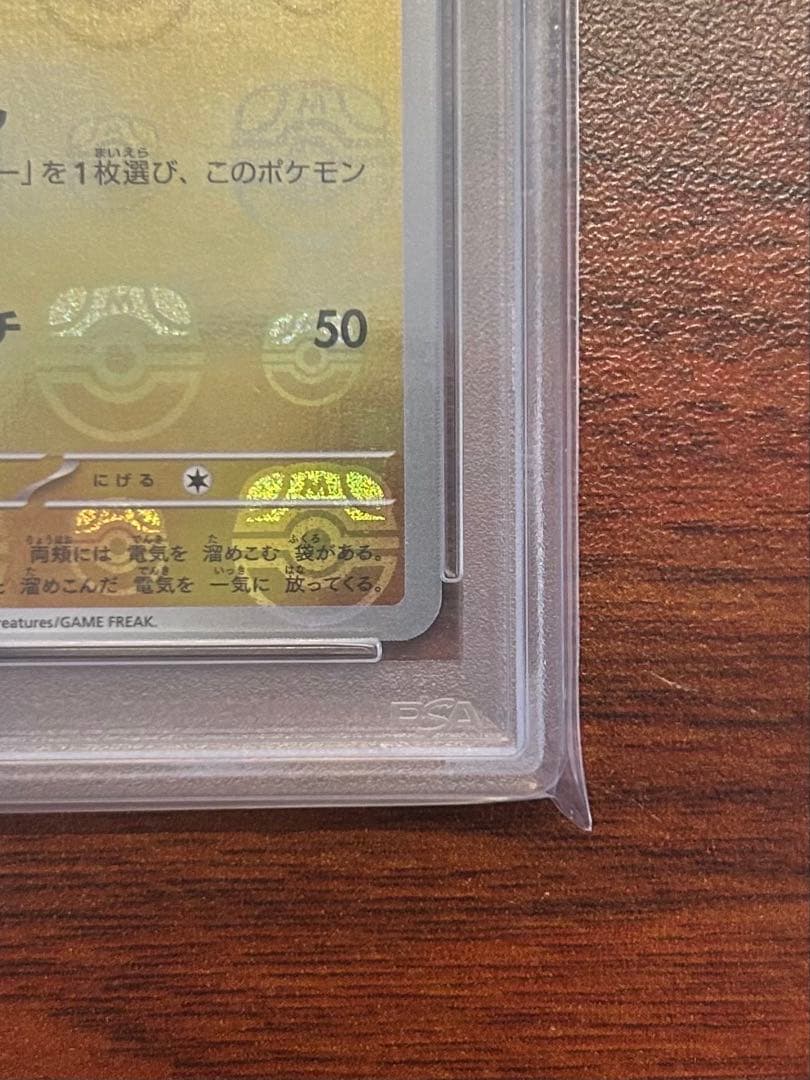 ー」を1枚選び、このポケモン
チ 50
にげる
両頬には 電気を 溜めこむ 袋がある。
溜めこんだ 電気を 一気に 放ってくる。
reatures/GAME FREAK.
PSA